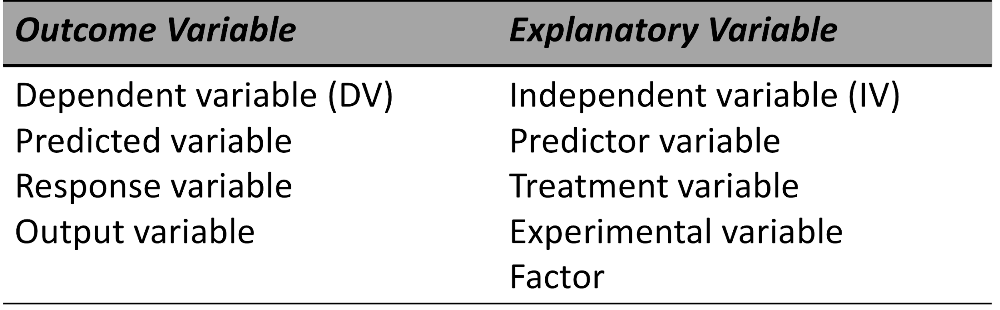 Outcome Variable Explanatory Variable
Dependent variable (DV) Independent variable (IV)
Predicted variable Predictor variable
Response variable Treatment variable
Output variable Experimental variable
Factor